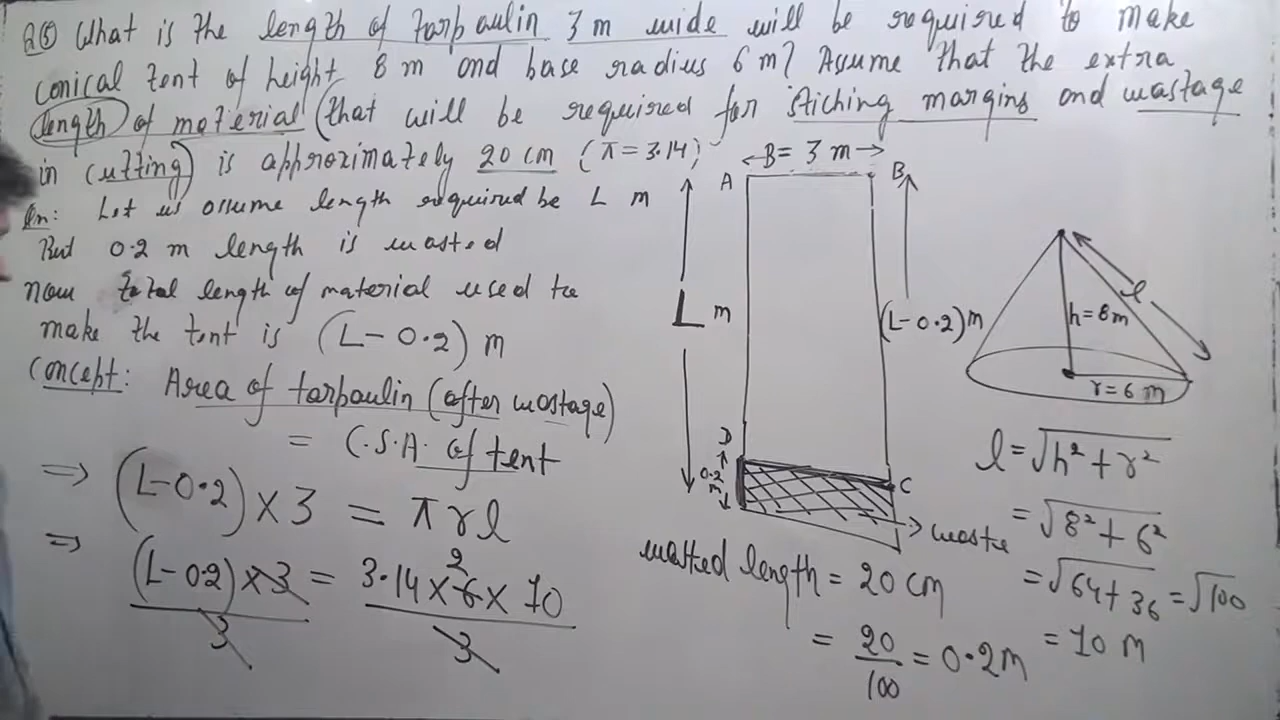 Q⑤ What is the length of tarpaulin 3 m wide will be required to make
conical tent of height 8 m and base radius 6 m? Assume that the extra
length of material (that will be required for stiching margins and wastage
in cutting) is approximately 20 cm (π = 3.14)
Sn: Let us assume length required be L m
But 0.2 m length is wasted
now total length of material used to
make the tent is (L - 0.2) m
Concept: Area of tarpaulin (after wastage)
= C.S.A. of tent
⇒ (L-0.2) × 3 = π r l
⇒ (L-0.2) × 3 = 3.14 × 6 × 10
2
3 3
B = 3 m
A B
L m
(L-0.2) m
D
0.2 m
C
→ waste
wasted length = 20 cm
= 20/100 = 0.2 m
l
h = 8 m
r = 6 m
l = √h² + r²
= √8² + 6²
= √64 + 36 = √100
= 10 m